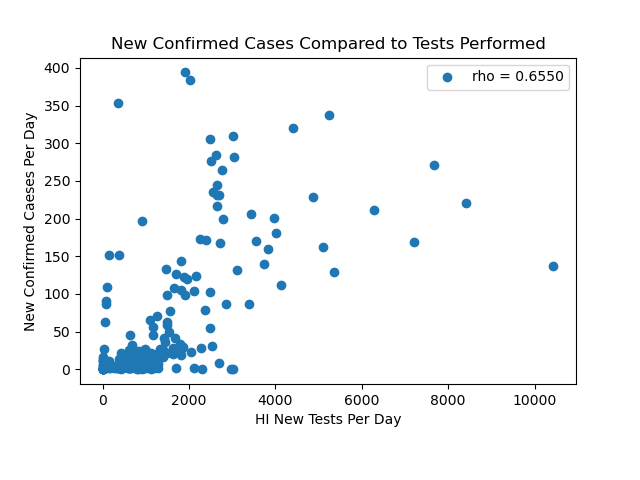 New Confirmed Cases Compared to Tests Performed
rho = 0.6550
400
350
300
250
200
150
100
50
0
New Confirmed Caeses Per Day
0 2000 4000 6000 8000 10000
HI New Tests Per Day